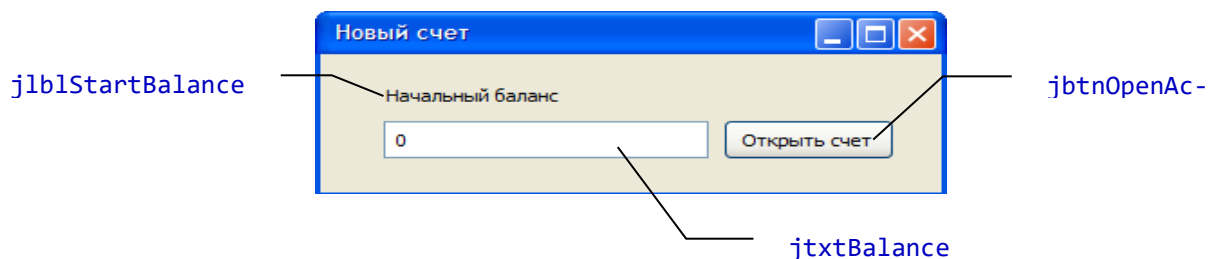 Новый счет
jlblStartBalance
jbtnOpenAc-
Начальный баланс
0
Открыть счет
jtxtBalance